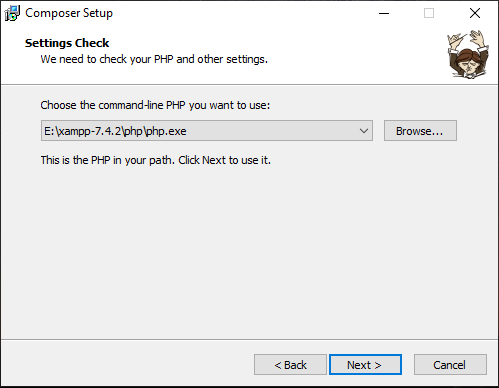 Composer Setup
Settings Check
We need to check your PHP and other settings.
Choose the command-line PHP you want to use:
E:\xampp-7.4.2\php\php.exe
Browse...
This is the PHP in your path. Click Next to use it.
< Back
Next >
Cancel